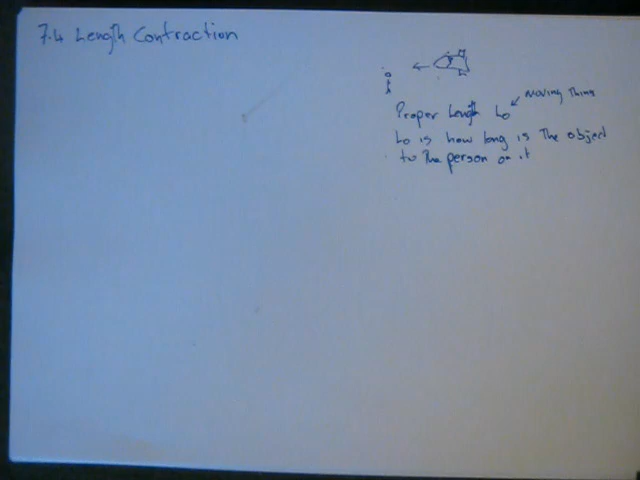 7.4 Length Contraction
Moving Thing
Proper Length Lo
Lo is how long is The object
to The person on it